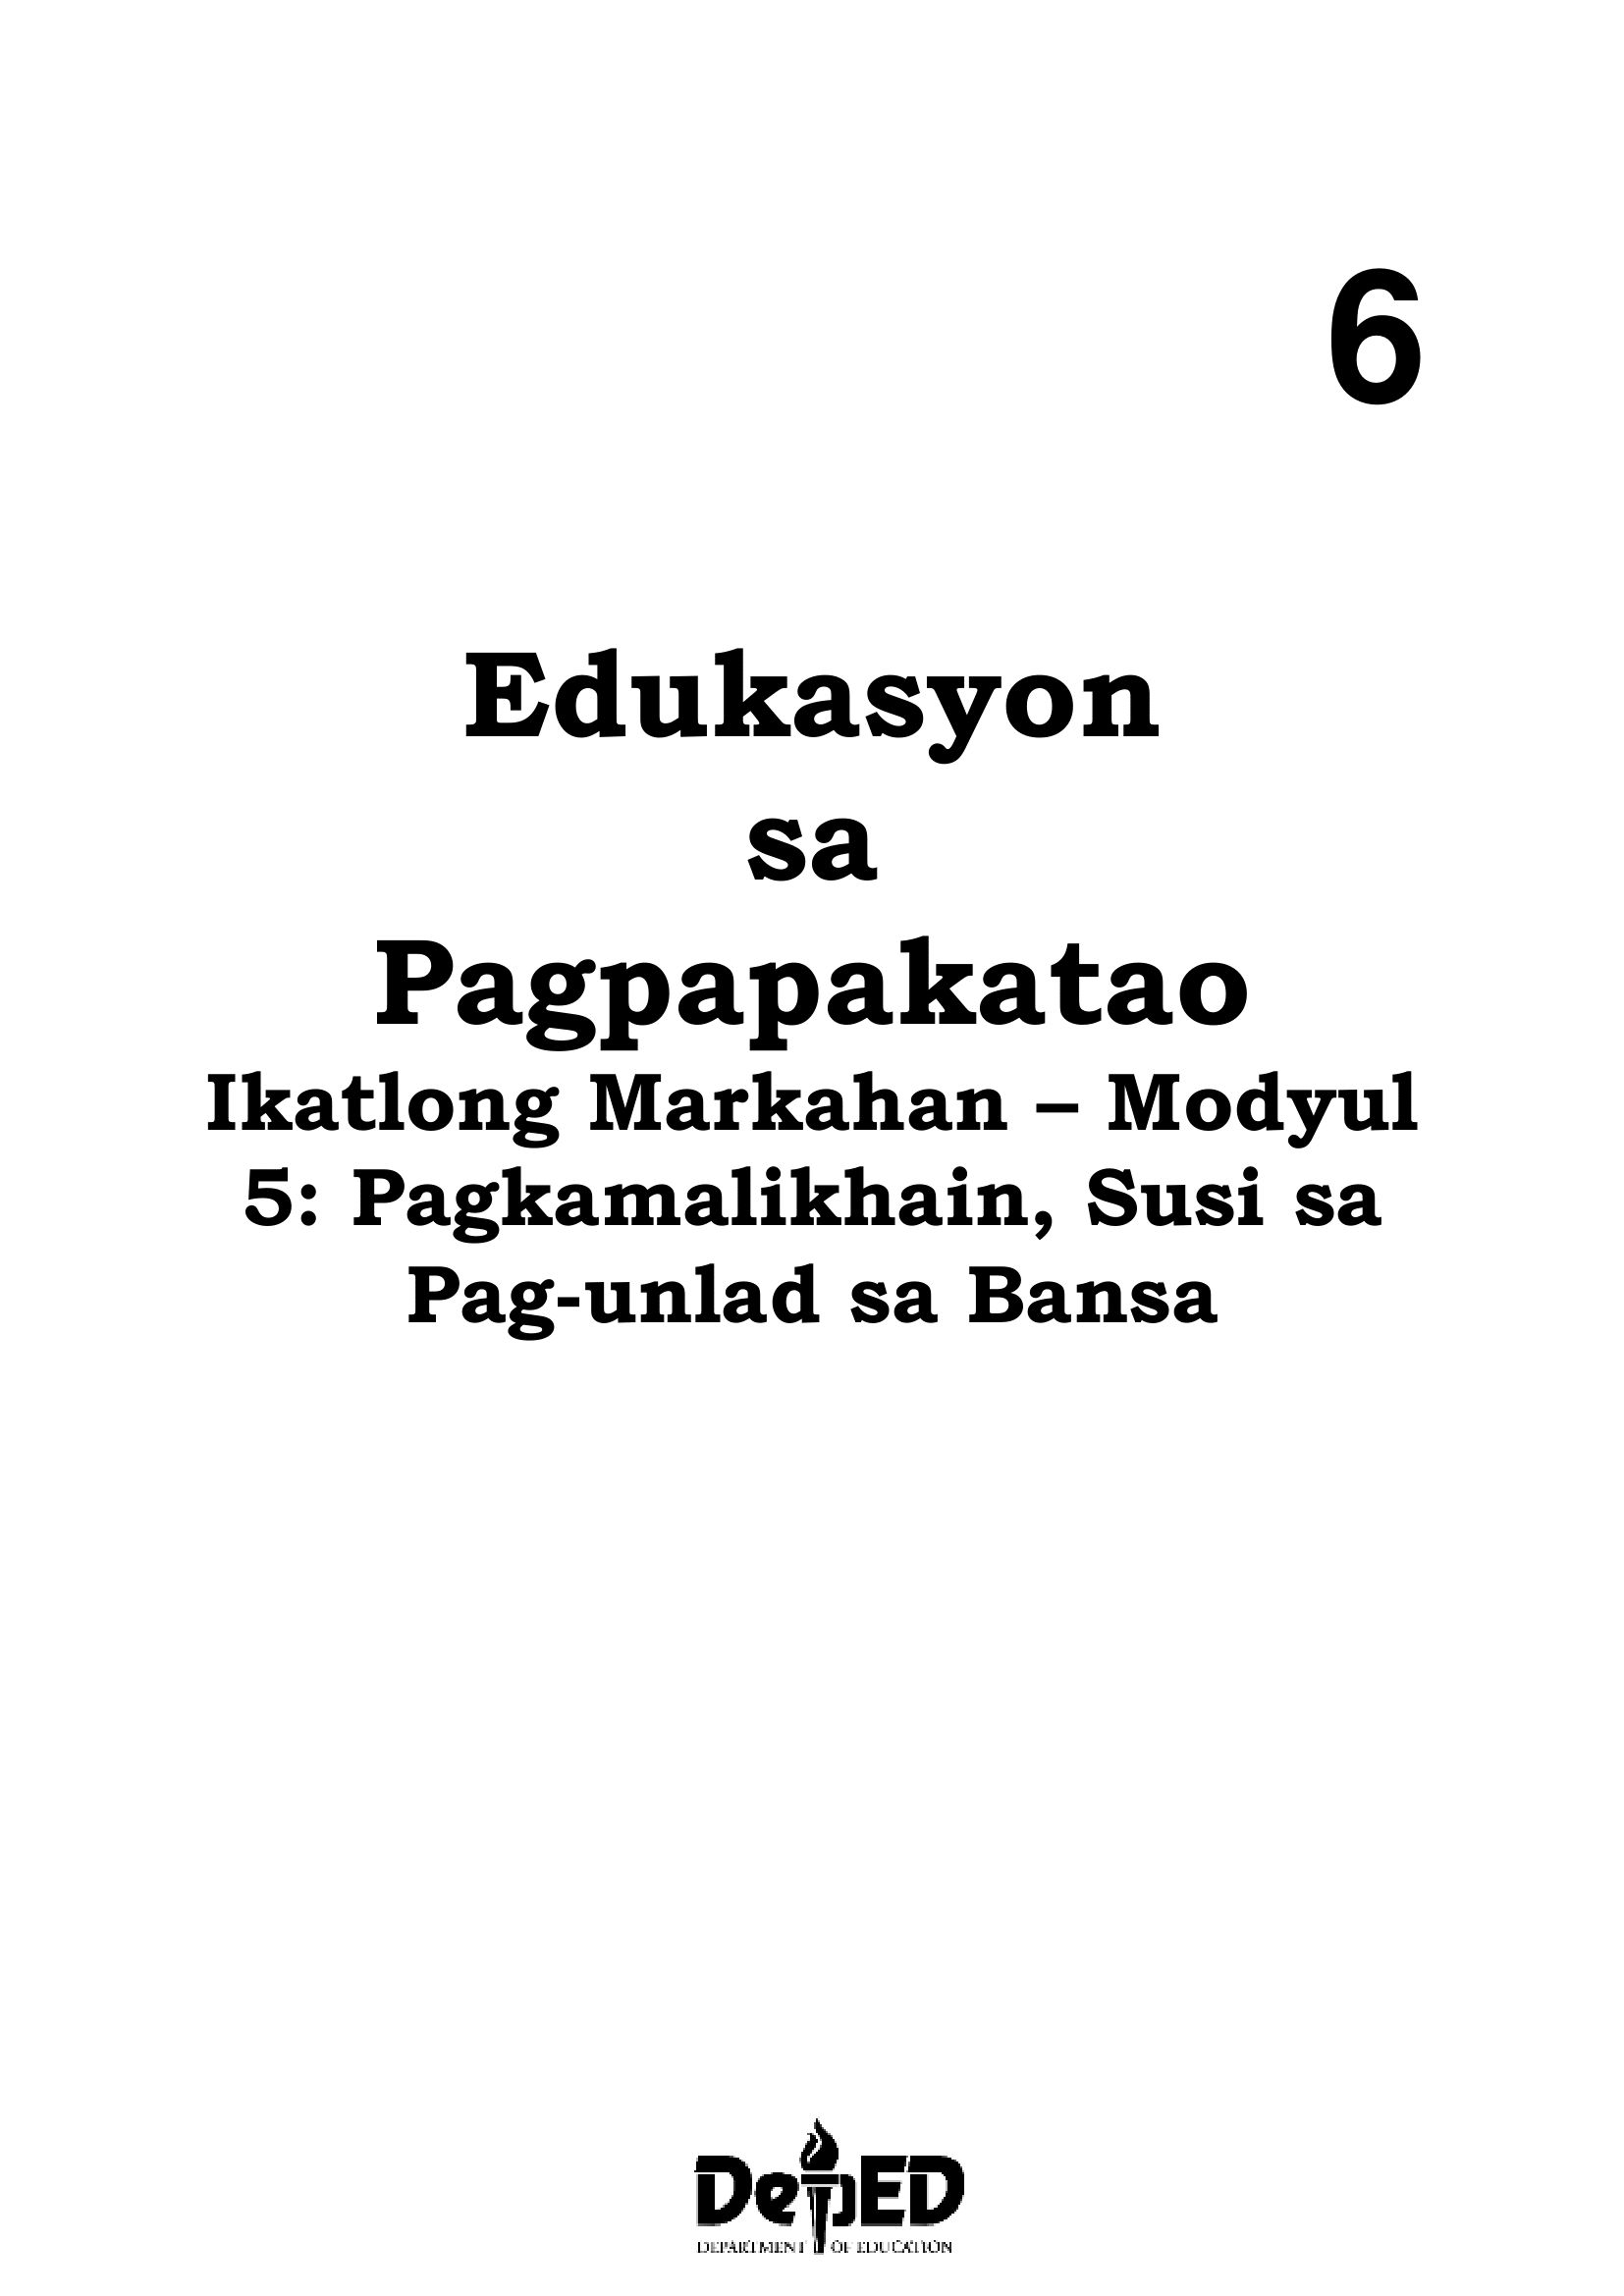 6
Edukasyon
sa
Pagpapakatao
Ikatlong Markahan – Modyul
5: Pagkamalikhain, Susi sa
Pag-unlad sa Bansa
DepED
DEPARTMENT OF EDUCATION